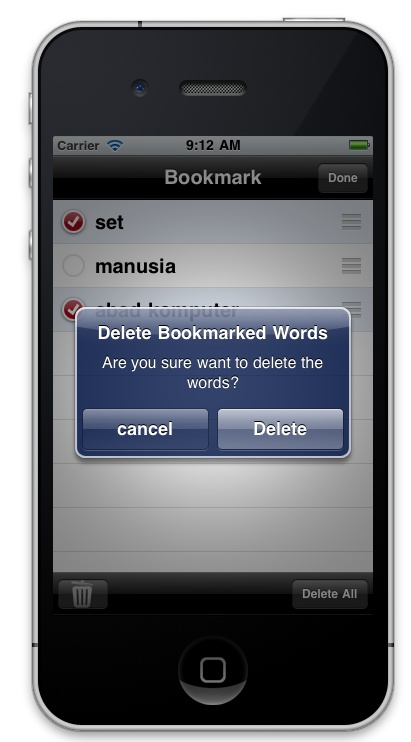 Carrier 9:12 AM
Bookmark Done
set
manusia
abad komputer
Delete Bookmarked Words
Are you sure want to delete the
words?
cancel Delete
Delete All